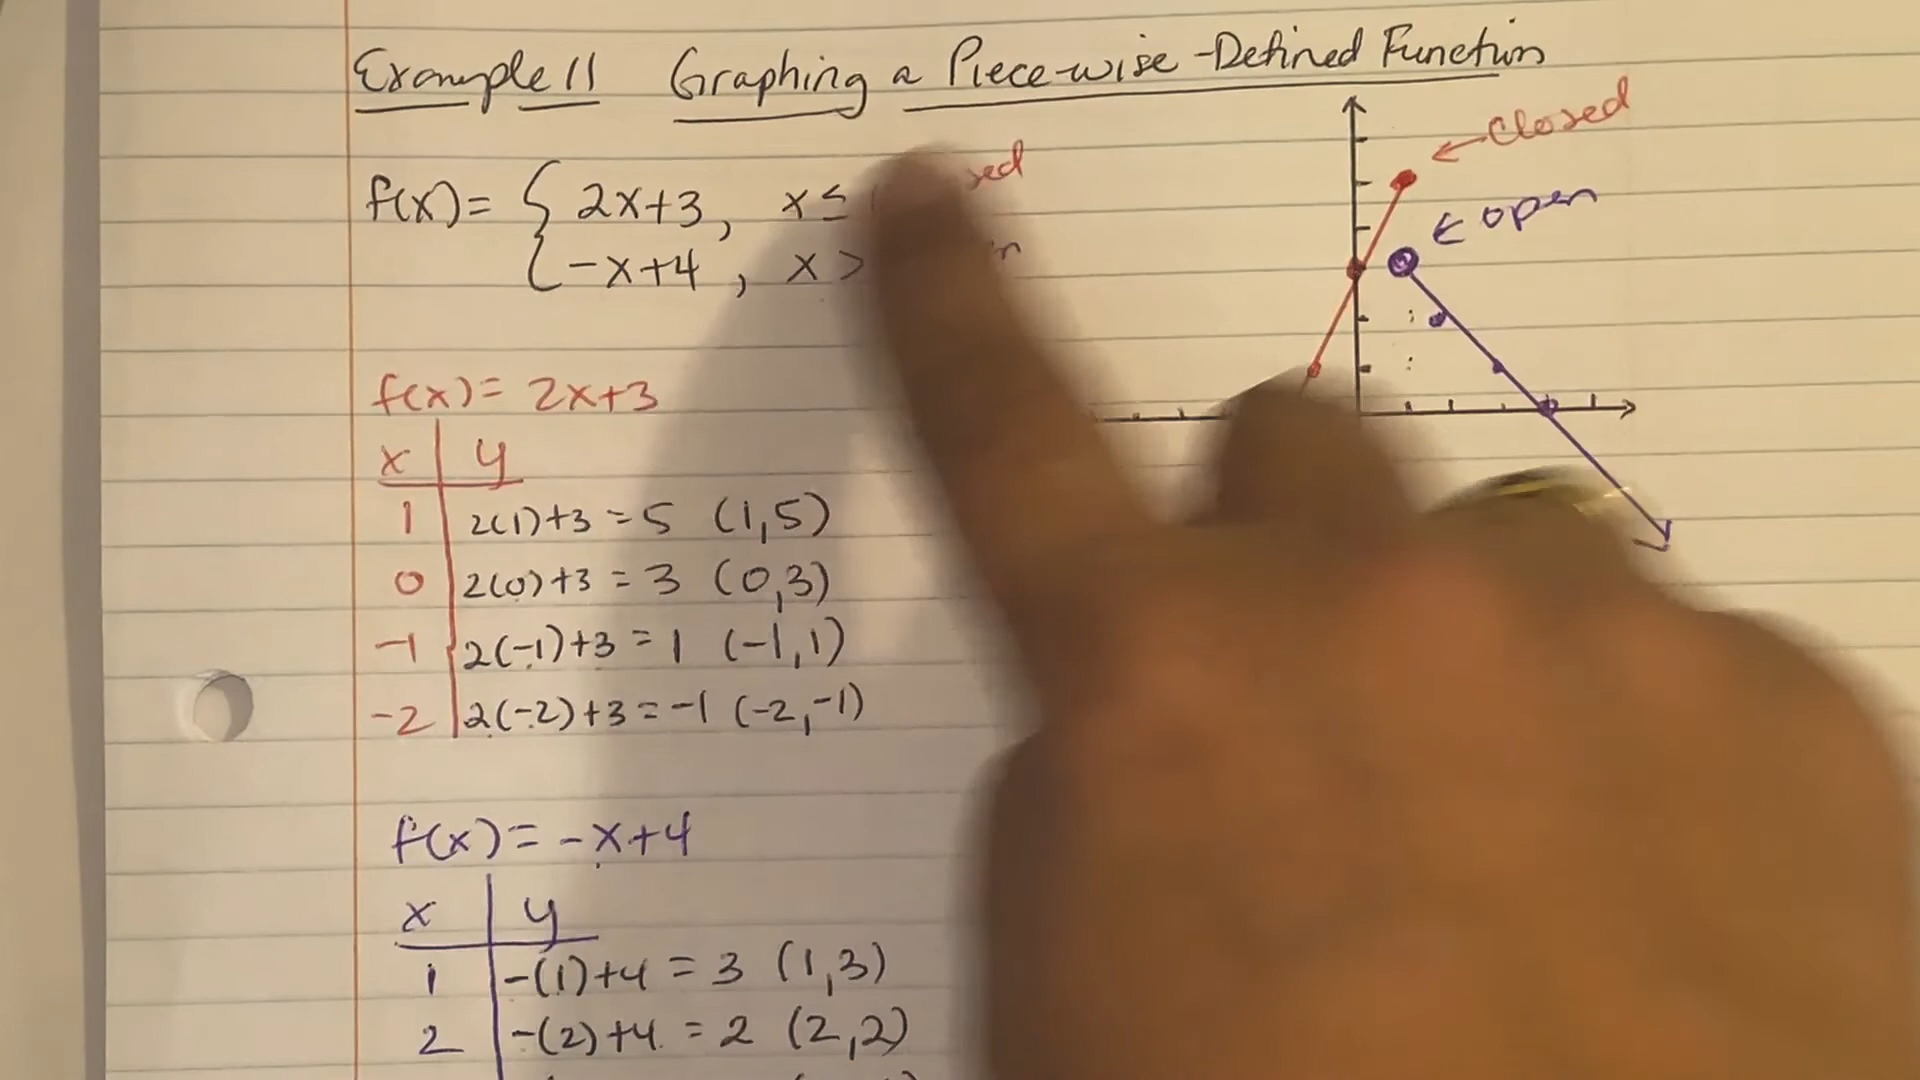 Example 11 Graphing a Piece-wise-Defined Function
← Closed
f(x)= { 2x+3, x≤
-x+4, x>
← open
f(x)= 2x+3
x y
1 2(1)+3 = 5 (1,5)
0 2(0)+3 = 3 (0,3)
-1 2(-1)+3 = 1 (-1,1)
-2 2(-2)+3 = -1 (-2,-1)
f(x)= -x+4
x y
1 -(1)+4 = 3 (1,3)
2 -(2)+4 = 2 (2,2)